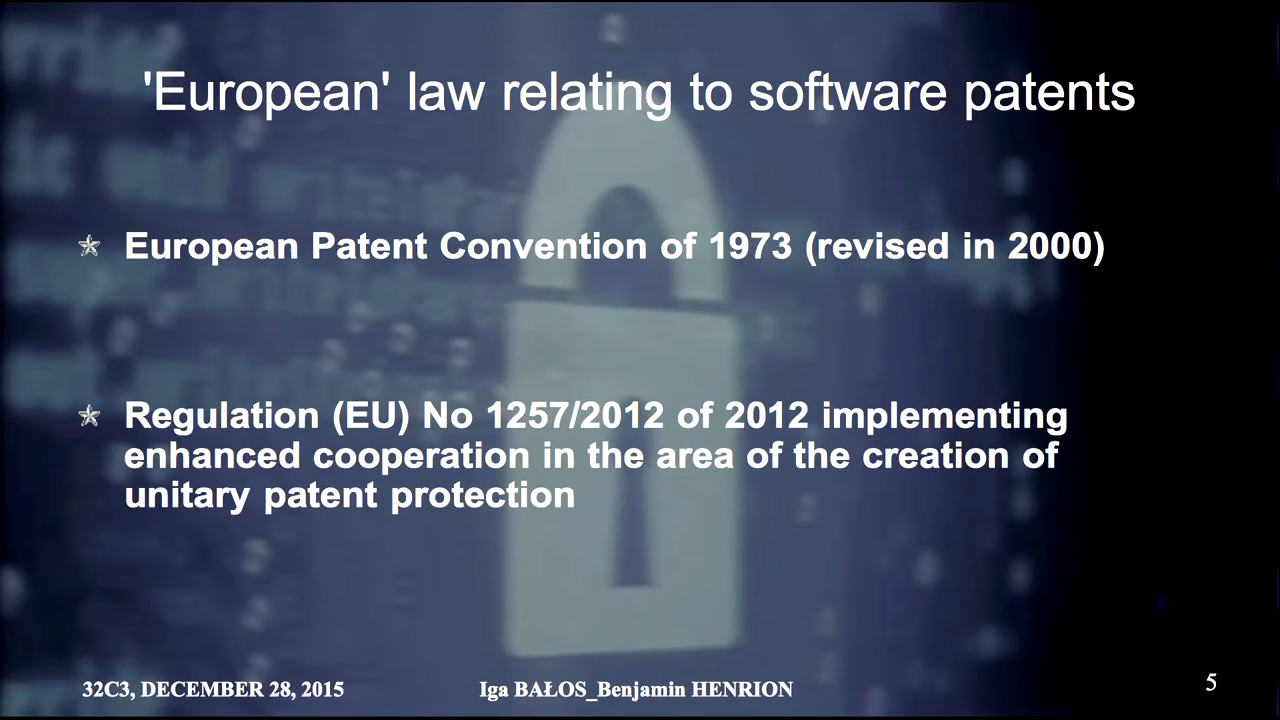 'European' law relating to software patents
European Patent Convention of 1973 (revised in 2000)
Regulation (EU) No 1257/2012 of 2012 implementing
enhanced cooperation in the area of the creation of
unitary patent protection
32C3, DECEMBER 28, 2015
Iga BAŁOS_Benjamin HENRION
5